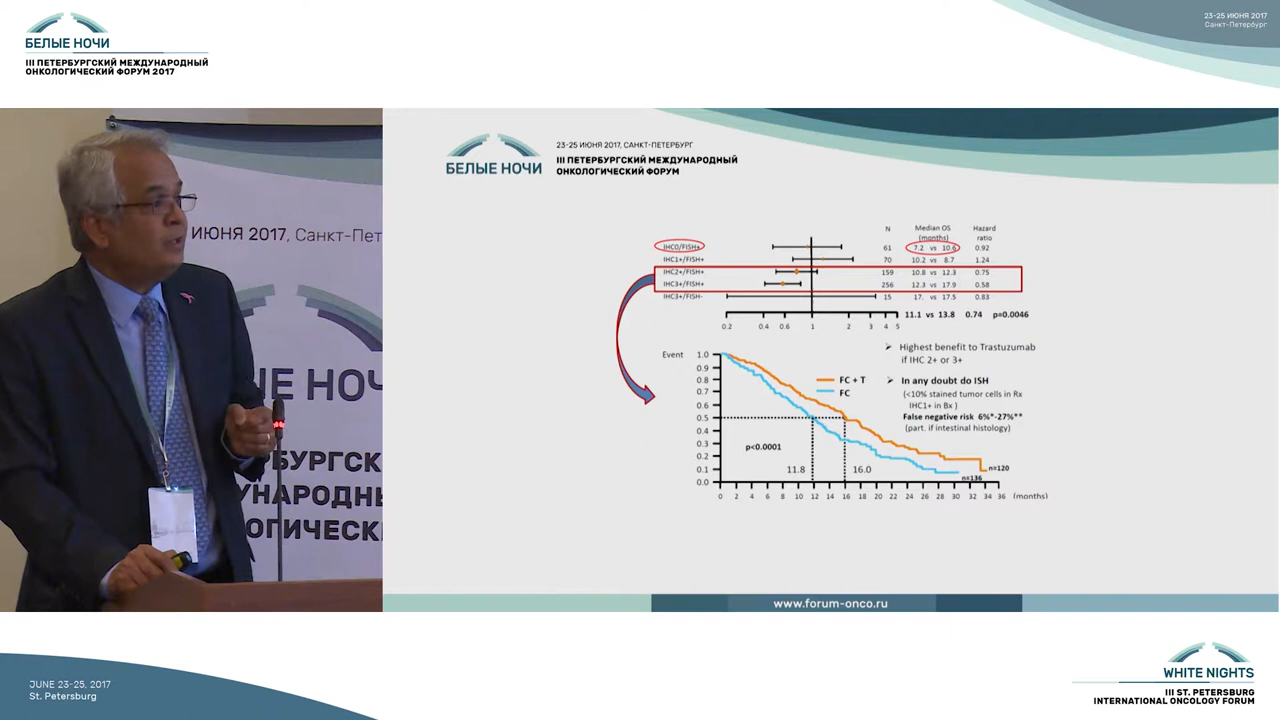 БЕЛЫЕ НОЧИ
III ПЕТЕРБУРГСКИЙ МЕЖДУНАРОДНЫЙ
ОНКОЛОГИЧЕСКИЙ ФОРУМ 2017
23-25 ИЮНЯ 2017
Санкт-Петербург
ИЮНЯ 2017, Санкт-Пет
ЫЕ НОЧ
БУРГСК
НАРОДНЫ
ОГИЧЕСКИ
23-25 ИЮНЯ 2017, САНКТ-ПЕТЕРБУРГ
БЕЛЫЕ НОЧИ
III ПЕТЕРБУРГСКИЙ МЕЖДУНАРОДНЫЙ
ОНКОЛОГИЧЕСКИЙ ФОРУМ
N Median OS (months) Hazard ratio
IHC0/FISH+ 61 7.2 vs 10.6 0.92
IHC1+/FISH+ 70 10.2 vs 8.7 1.24
IHC2+/FISH+ 159 10.8 vs 12.3 0.75
IHC3+/FISH+ 256 12.3 vs 17.9 0.58
IHC3+/FISH- 15 17. vs 17.5 0.83
11.1 vs 13.8 0.74 p=0.0046
0.2 0.4 0.6 1 2 3 4 5
Event
1.0
0.9
0.8
0.7
0.6
0.5
0.4
0.3
0.2
0.1
0.0
FC + T
FC
p<0.0001
11.8
16.0
n=120
n=136
0 2 4 6 8 10 12 14 16 18 20 22 24 26 28 30 32 34 36 (months)
➢ Highest benefit to Trastuzumab
if IHC 2+ or 3+
➢ In any doubt do ISH
(<10% stained tumor cells in Rx
IHC1+ in Bx )
False negative risk 6%*-27%**
(part. if intestinal histology)
www.forum-onco.ru
JUNE 23-25, 2017
St. Petersburg
WHITE NIGHTS
III ST. PETERSBURG
INTERNATIONAL ONCOLOGY FORUM